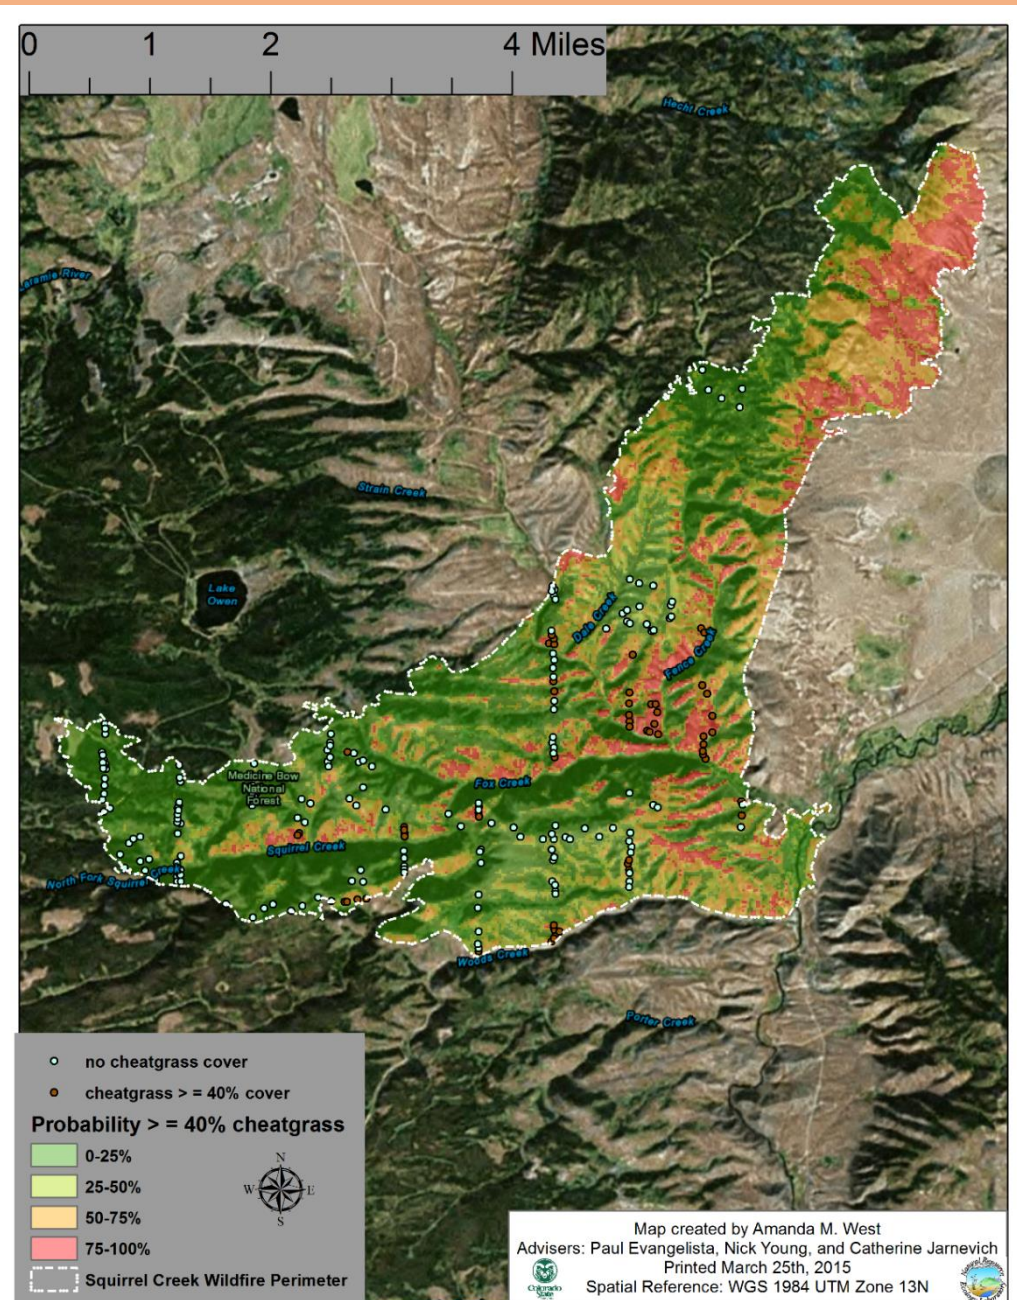 0 1 2 4 Miles
Hecht Creek
Laramie River
Strain Creek
Lake
Owen
Dale Creek
Fence Creek
Medicine Bow
National
Forest
Fox Creek
Squirrel Creek
North Fork Squirrel Creek
Woods Creek
Porter Creek
no cheatgrass cover
cheatgrass > = 40% cover
Probability > = 40% cheatgrass
0-25%
25-50%
50-75%
75-100%
Squirrel Creek Wildfire Perimeter
N
W E
S
Map created by Amanda M. West
Advisers: Paul Evangelista, Nick Young, and Catherine Jarnevich
Printed March 25th, 2015
Spatial Reference: WGS 1984 UTM Zone 13N
Colorado
State